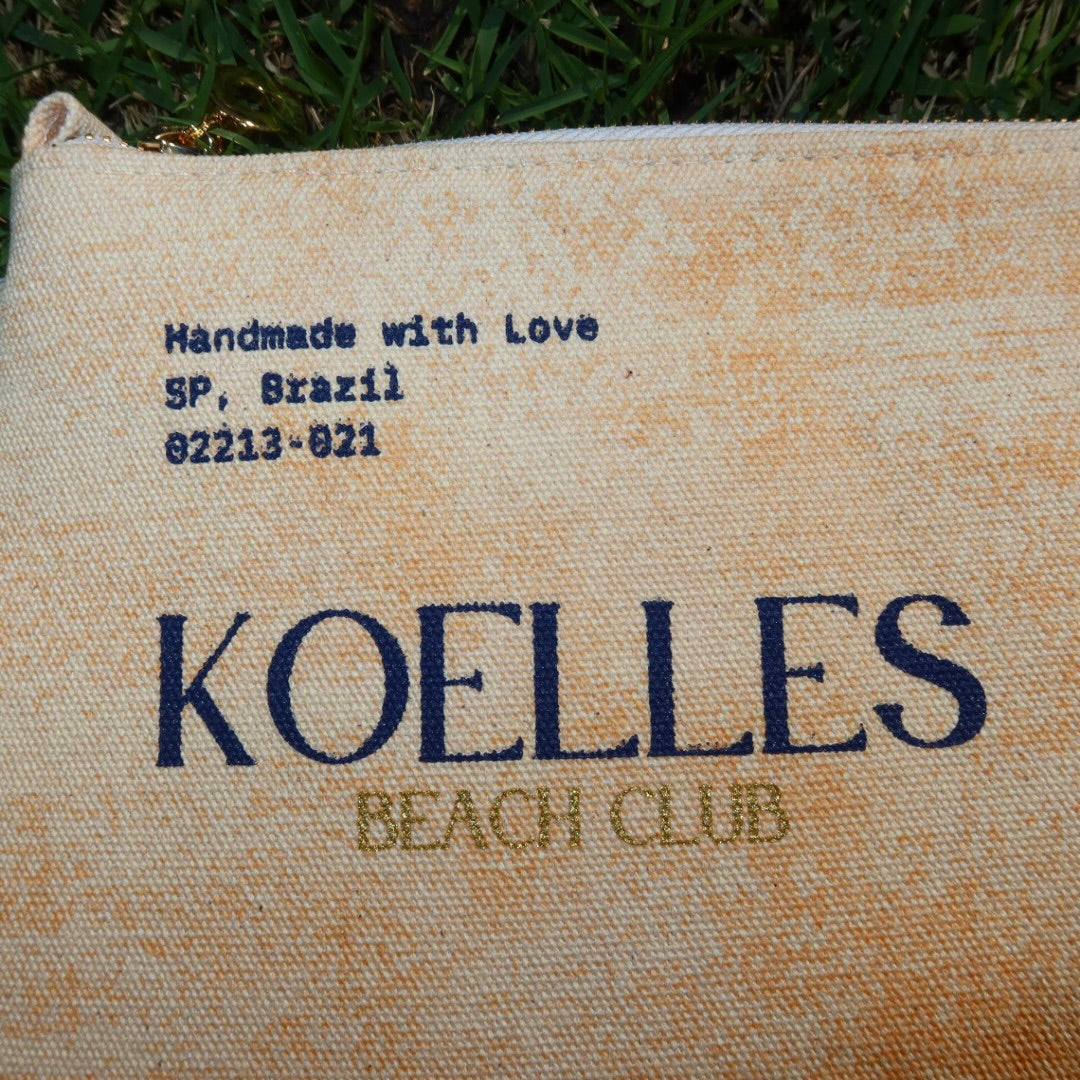 Handmade with Love
SP, Brazil
02213-021
KOELLES
BEACH CLUB